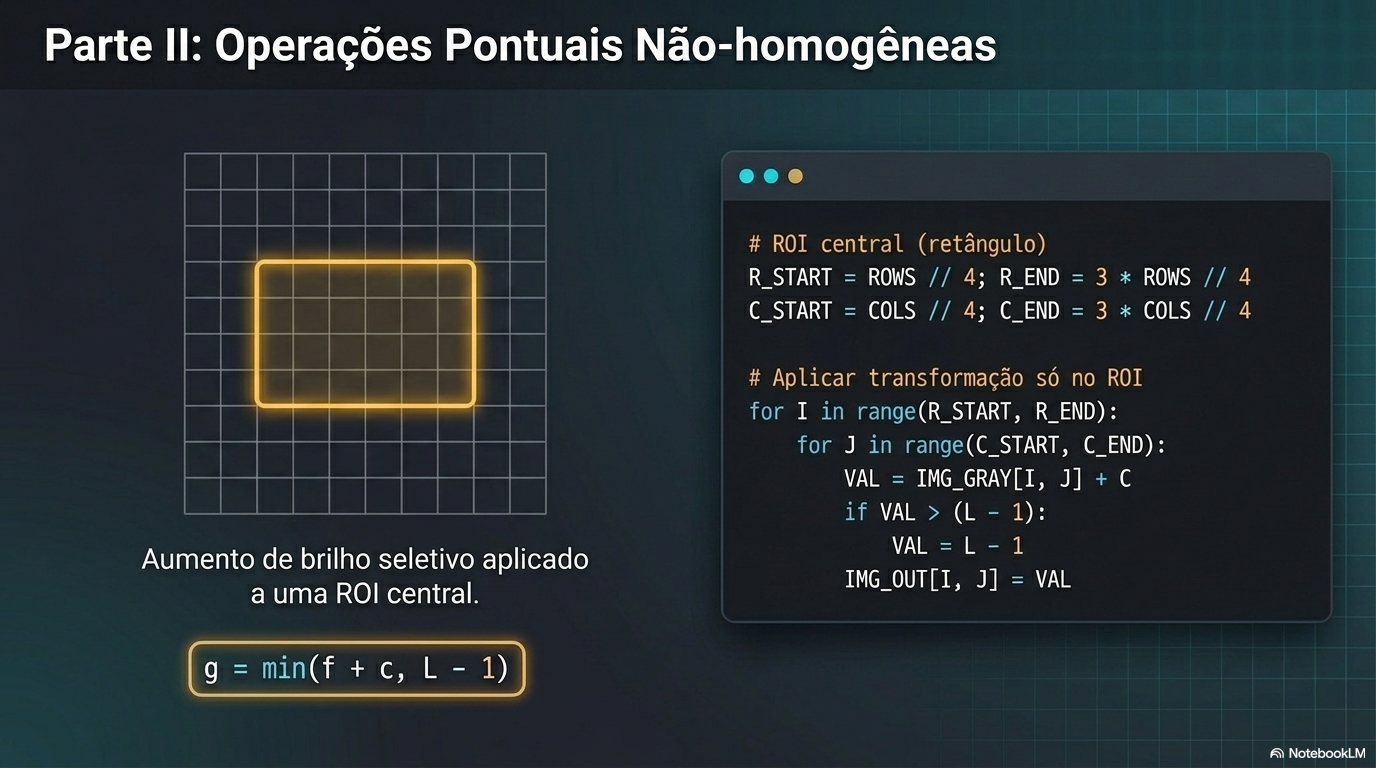 Parte II: Operações Pontuais Não-homogêneas
Aumento de brilho seletivo aplicado
a uma ROI central.
g = min(f + c, L - 1)
# ROI central (retângulo)
R_START = ROWS // 4; R_END = 3 * ROWS // 4
C_START = COLS // 4; C_END = 3 * COLS // 4
# Aplicar transformação só no ROI
for I in range(R_START, R_END):
    for J in range(C_START, C_END):
        VAL = IMG_GRAY[I, J] + C
        if VAL > (L - 1):
            VAL = L - 1
        IMG_OUT[I, J] = VAL
NotebookLM